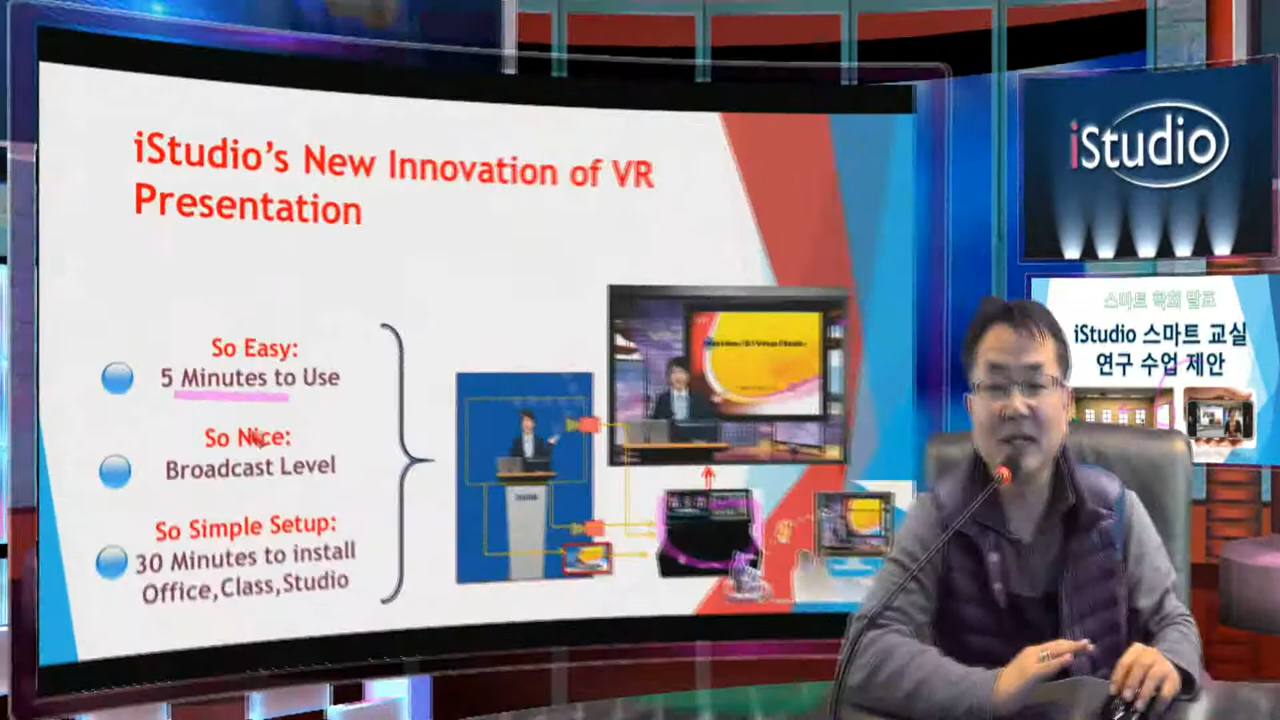 iStudio's New Innovation of VR
Presentation
So Easy:
5 Minutes to Use
So Nice:
Broadcast Level
So Simple Setup:
30 Minutes to install
Office,Class,Studio
iStudio
스마트 학회 발표
iStudio 스마트 교실
연구 수업 제안